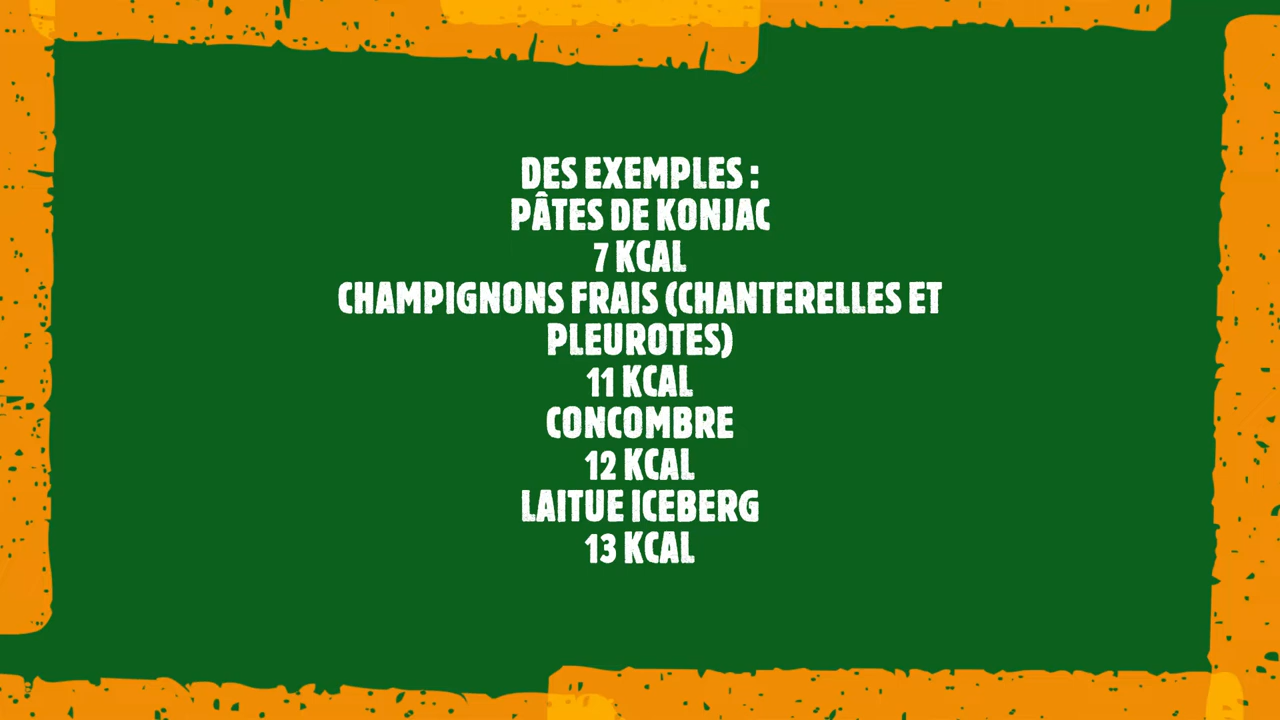 DES EXEMPLES :
PÂTES DE KONJAC
7 KCAL
CHAMPIGNONS FRAIS (CHANTERELLES ET
PLEUROTES)
11 KCAL
CONCOMBRE
12 KCAL
LAITUE ICEBERG
13 KCAL